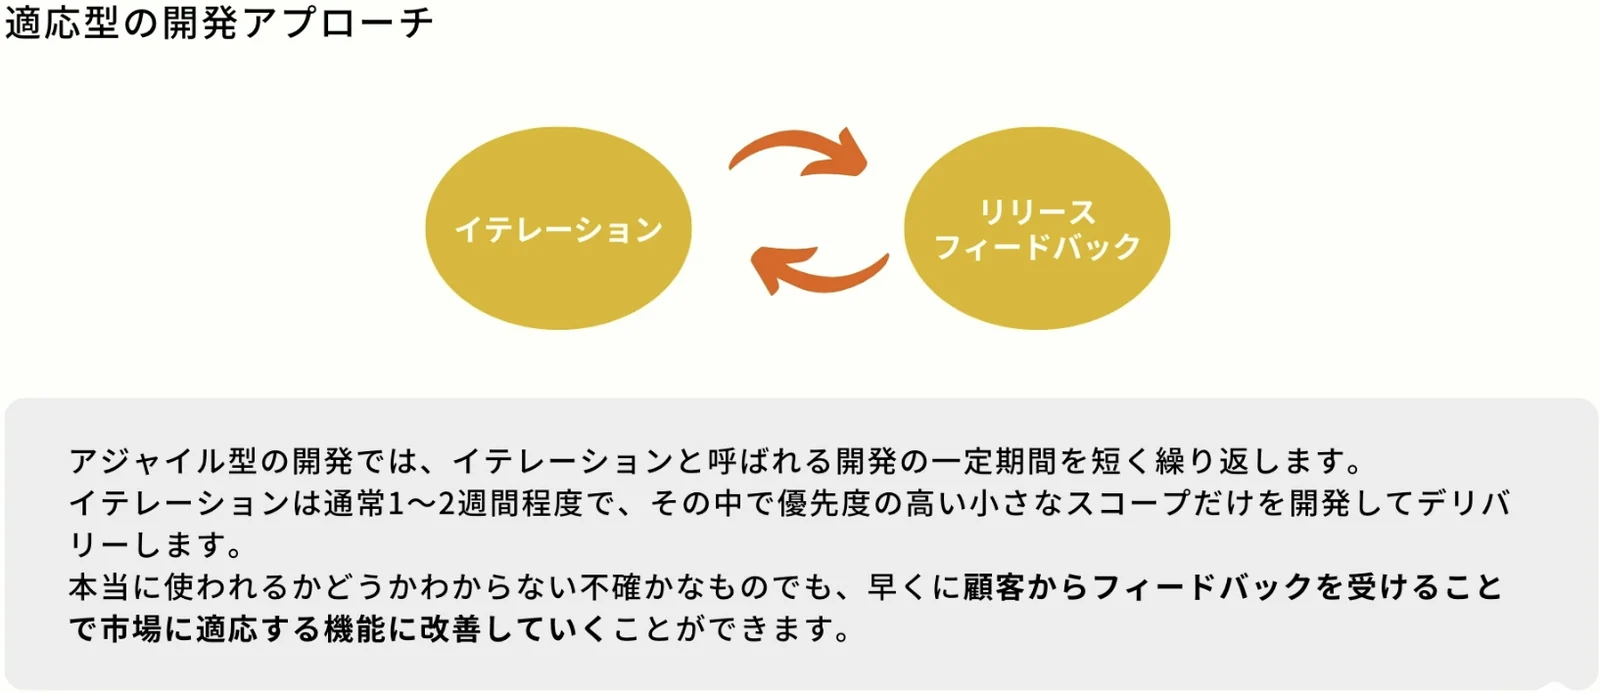 適応型の開発アプローチ
イテレーション
リリース
フィードバック
アジャイル型の開発では、イテレーションと呼ばれる開発の一定期間を短く繰り返します。
イテレーションは通常1〜2週間程度で、その中で優先度の高い小さなスコープだけを開発してデリバ
リーします。
本当に使われるかどうかわからない不確かなものでも、早くに顧客からフィードバックを受けること
で市場に適応する機能に改善していくことができます。